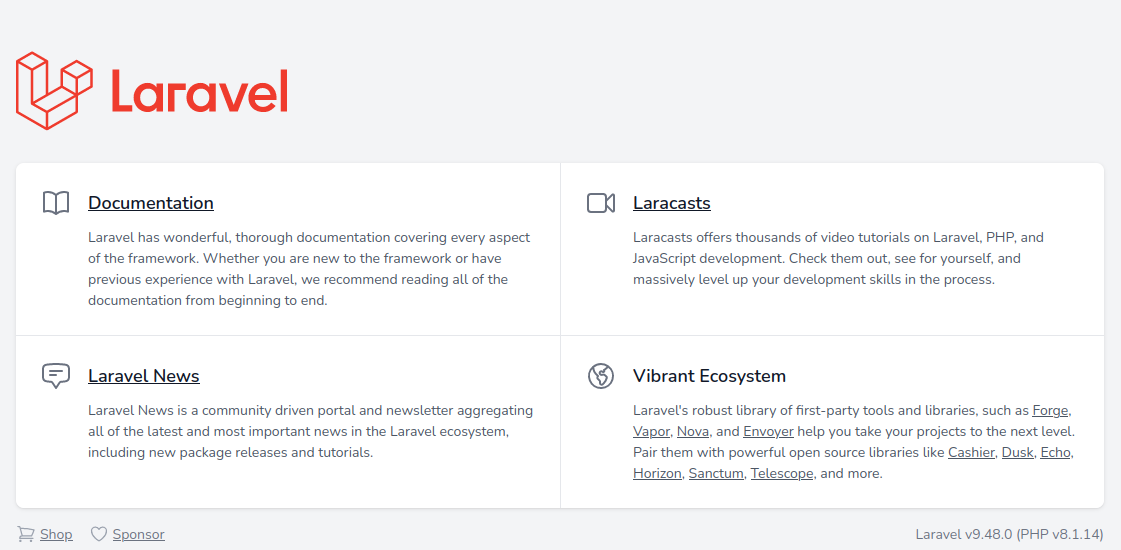 Laravel
Documentation
Laravel has wonderful, thorough documentation covering every aspect
of the framework. Whether you are new to the framework or have
previous experience with Laravel, we recommend reading all of the
documentation from beginning to end.
Laracasts
Laracasts offers thousands of video tutorials on Laravel, PHP, and
JavaScript development. Check them out, see for yourself, and
massively level up your development skills in the process.
Laravel News
Laravel News is a community driven portal and newsletter aggregating
all of the latest and most important news in the Laravel ecosystem,
including new package releases and tutorials.
Vibrant Ecosystem
Laravel's robust library of first-party tools and libraries, such as Forge,
Vapor, Nova, and Envoyer help you take your projects to the next level.
Pair them with powerful open source libraries like Cashier, Dusk, Echo,
Horizon, Sanctum, Telescope, and more.
Shop Sponsor
Laravel v9.48.0 (PHP v8.1.14)